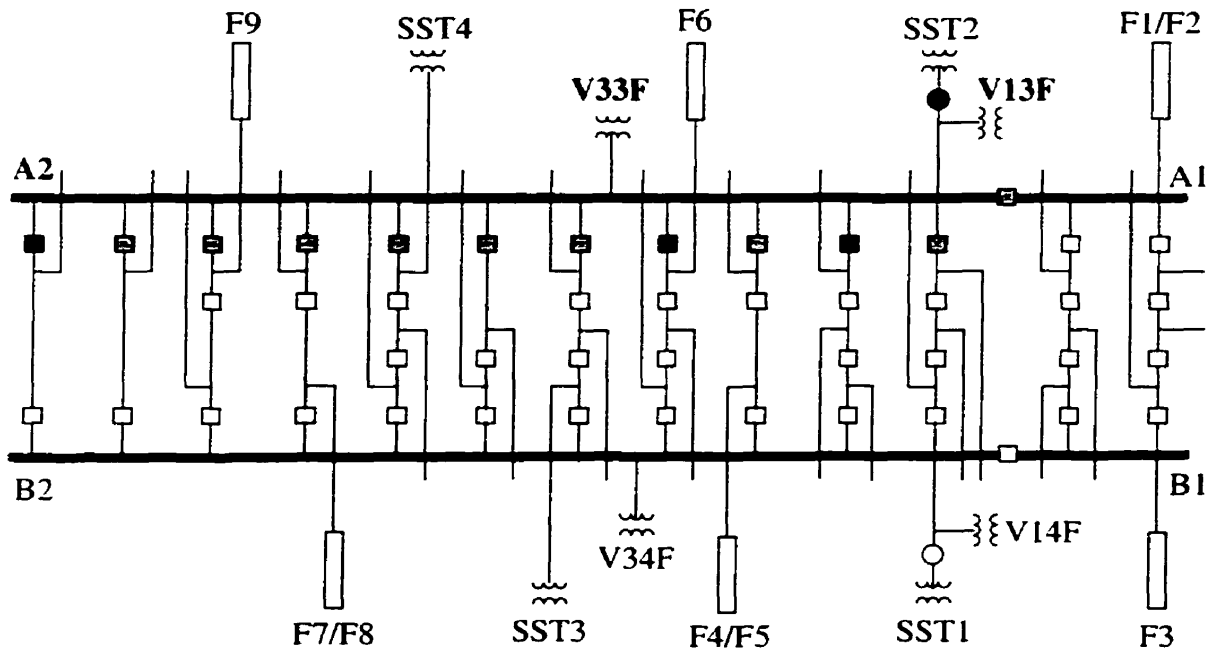 F9
SST4
F6
SST2
F1/F2
V33F
V13F
A2
A1
B2
B1
V34F
V14F
F7/F8
SST3
F4/F5
SST1
F3